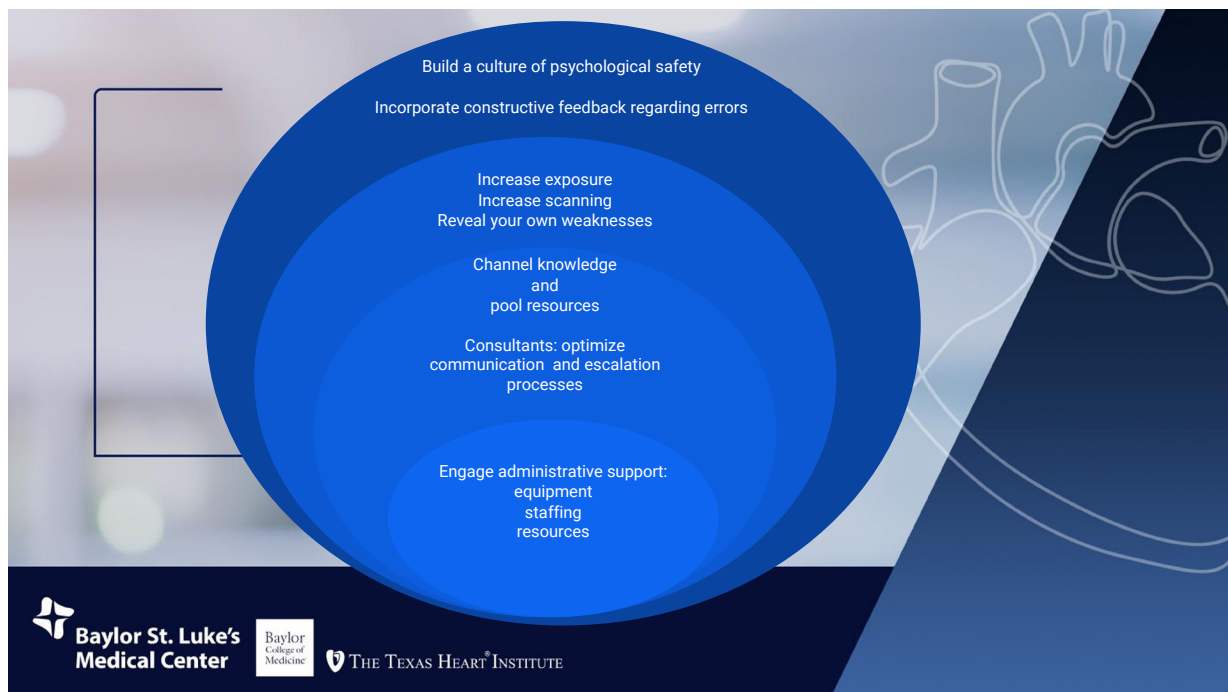 Build a culture of psychological safety
Incorporate constructive feedback regarding errors
Increase exposure
Increase scanning
Reveal your own weaknesses
Channel knowledge
and
pool resources
Consultants: optimize
communication and escalation
processes
Engage administrative support:
equipment
staffing
resources
Baylor St. Luke's
Medical Center
Baylor
College of
Medicine
THE TEXAS HEART® INSTITUTE